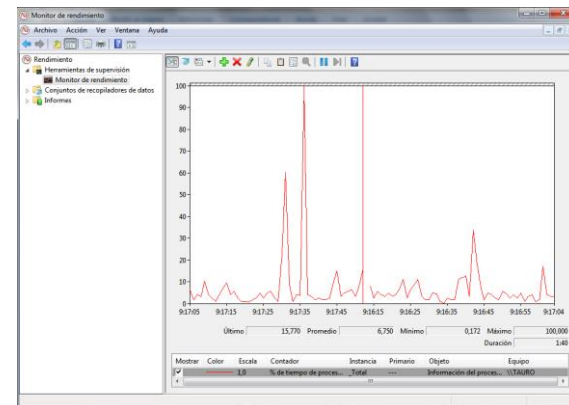 Monitor de rendimiento
Archivo Acción Ver Ventana Ayuda
Rendimiento
Herramientas de supervisión
Monitor de rendimiento
Conjuntos de recopiladores de datos
Informes
100
90
80
70
60
50
40
30
20
10
0
9:17:05 9:17:15 9:17:25 9:17:35 9:17:45 9:16:15 9:16:25 9:16:35 9:16:45 9:16:55 9:17:04
Último 15,770 Promedio 6,750 Mínimo 0,172 Máximo 100,000
Duración 1:40
Mostrar Color Escala Contador Instancia Primario Objeto Equipo
1,0 % de tiempo de proces... _Total --- Información del proces... \\TAURO